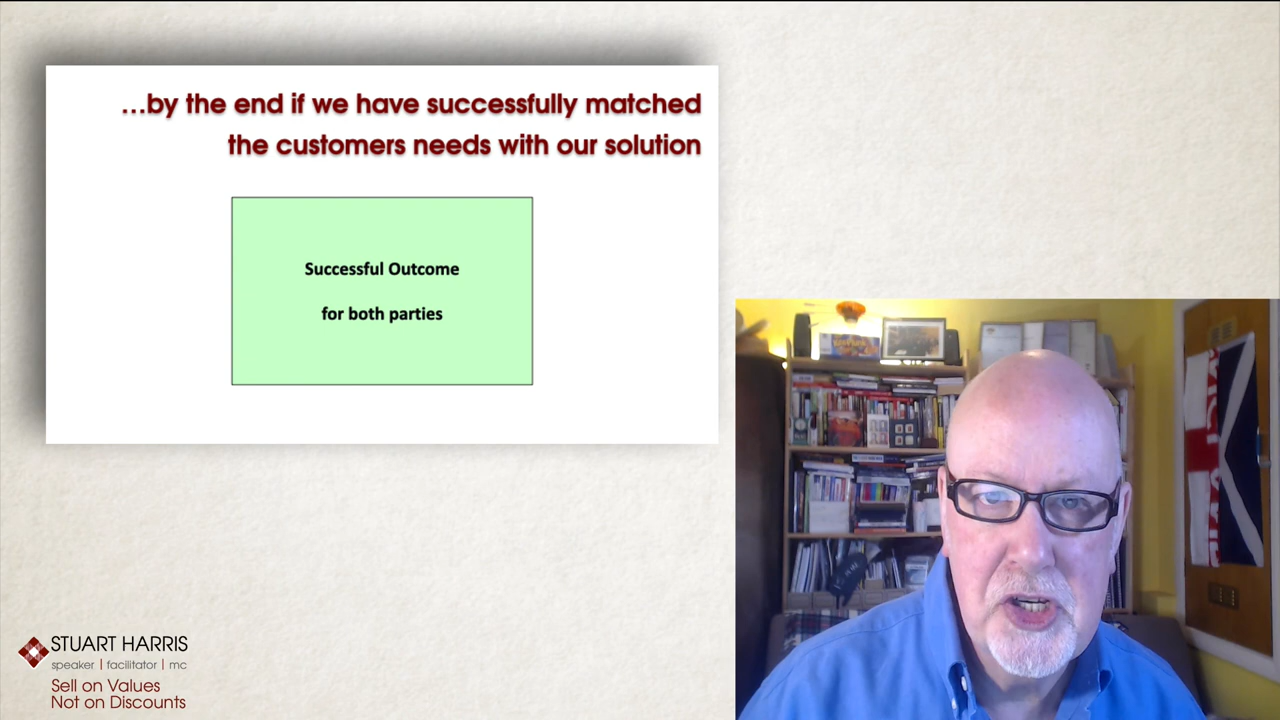 ...by the end if we have successfully matched
the customers needs with our solution
Successful Outcome
for both parties
STUART HARRIS
speaker | facilitator | mc
Sell on Values
Not on Discounts